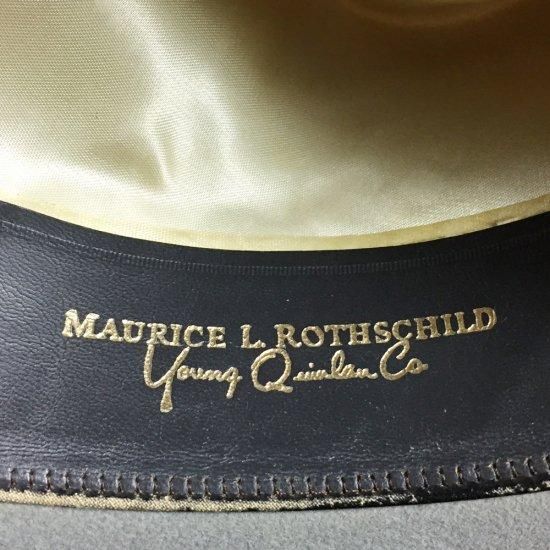 MAURICE L. ROTHSCHILD
Young Quinlan Co